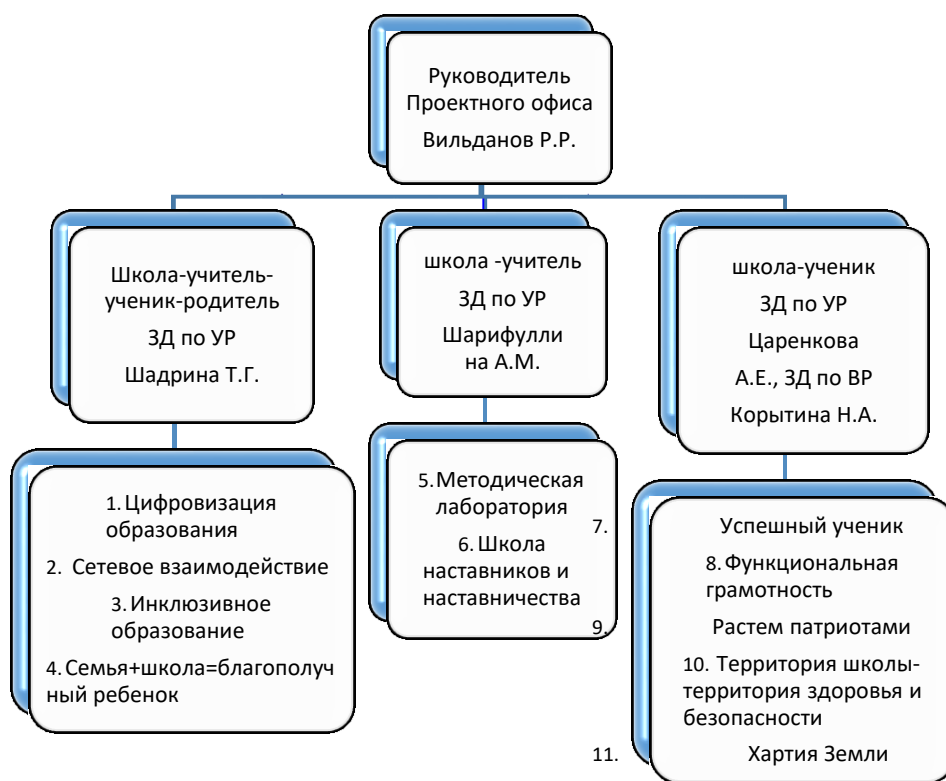 Руководитель
Проектного офиса
Вильданов Р.Р.
Школа-учитель-
ученик-родитель
ЗД по УР
Шадрина Т.Г.
школа -учитель
ЗД по УР
Шарифулли
на А.М.
школа-ученик
ЗД по УР
Царенкова
А.Е., ЗД по ВР
Корытина Н.А.
1. Цифровизация
образования
2. Сетевое взаимодействие
3. Инклюзивное
образование
4. Семья+школа=благополуч
ный ребенок
5. Методическая
лаборатория
6. Школа
наставников и
наставничества
7. Успешный ученик
8. Функциональная
грамотность
9. Растем патриотами
10. Территория школы-
территория здоровья и
безопасности
11. Хартия Земли